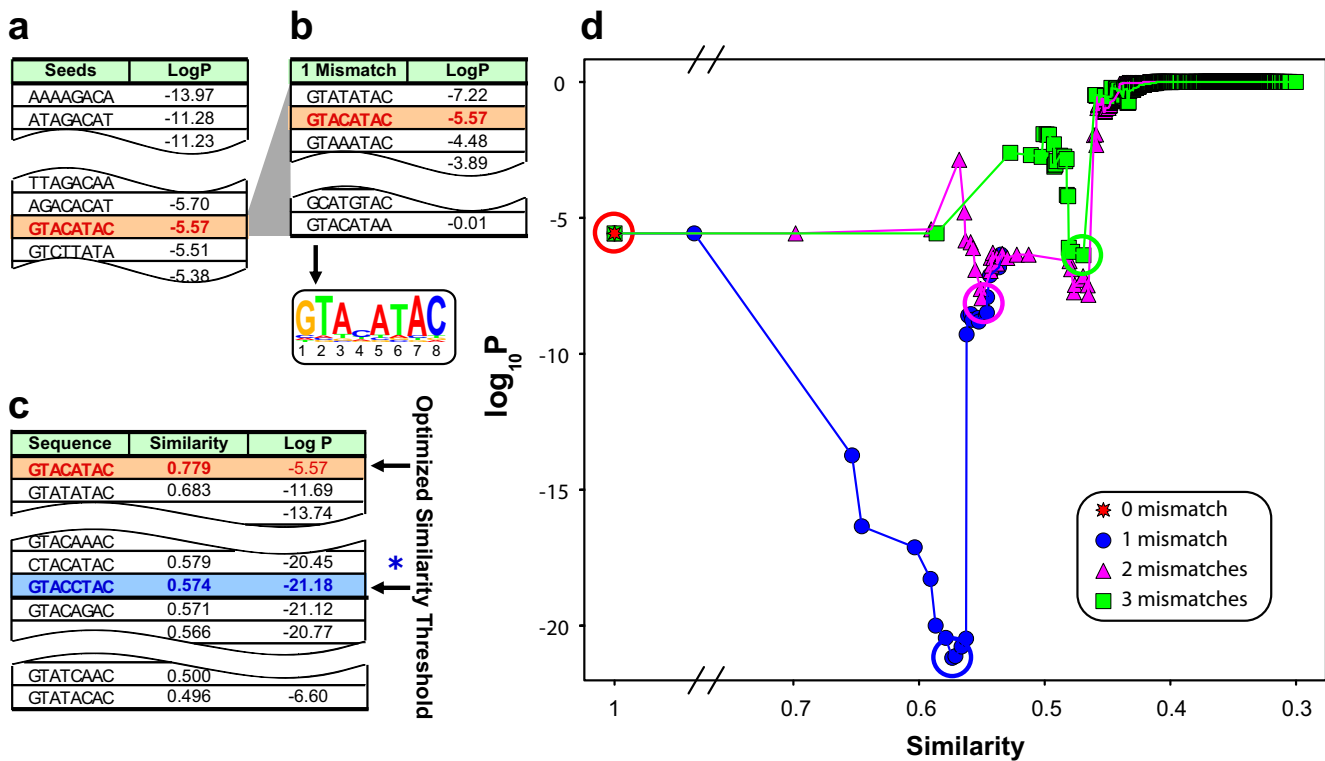 a
Seeds LogP
AAAAGACA -13.97
ATAGACAT -11.28
-11.23
TTAGACAA
AGACACAT -5.70
GTACATAC -5.57
GTCTTATA -5.51
-5.38
b
1 Mismatch LogP
GTATATAC -7.22
GTACATAC -5.57
GTAAATAC -4.48
-3.89
GCATGTAC
GTACATAA -0.01
GTACATAC
1 2 3 4 5 6 7 8
c
Sequence Similarity Log P
GTACATAC 0.779 -5.57
GTATATAC 0.683 -11.69
-13.74
GTACAAAC
CTACATAC 0.579 -20.45
GTACCTAC 0.574 -21.18
GTACAGAC 0.571 -21.12
0.566 -20.77
GTATCAAC 0.500
GTATACAC 0.496 -6.60
*
Optimized Similarity Threshold
d
log10P
0
-5
-10
-15
-20
1 0.7 0.6 0.5 0.4 0.3
Similarity
0 mismatch
1 mismatch
2 mismatches
3 mismatches